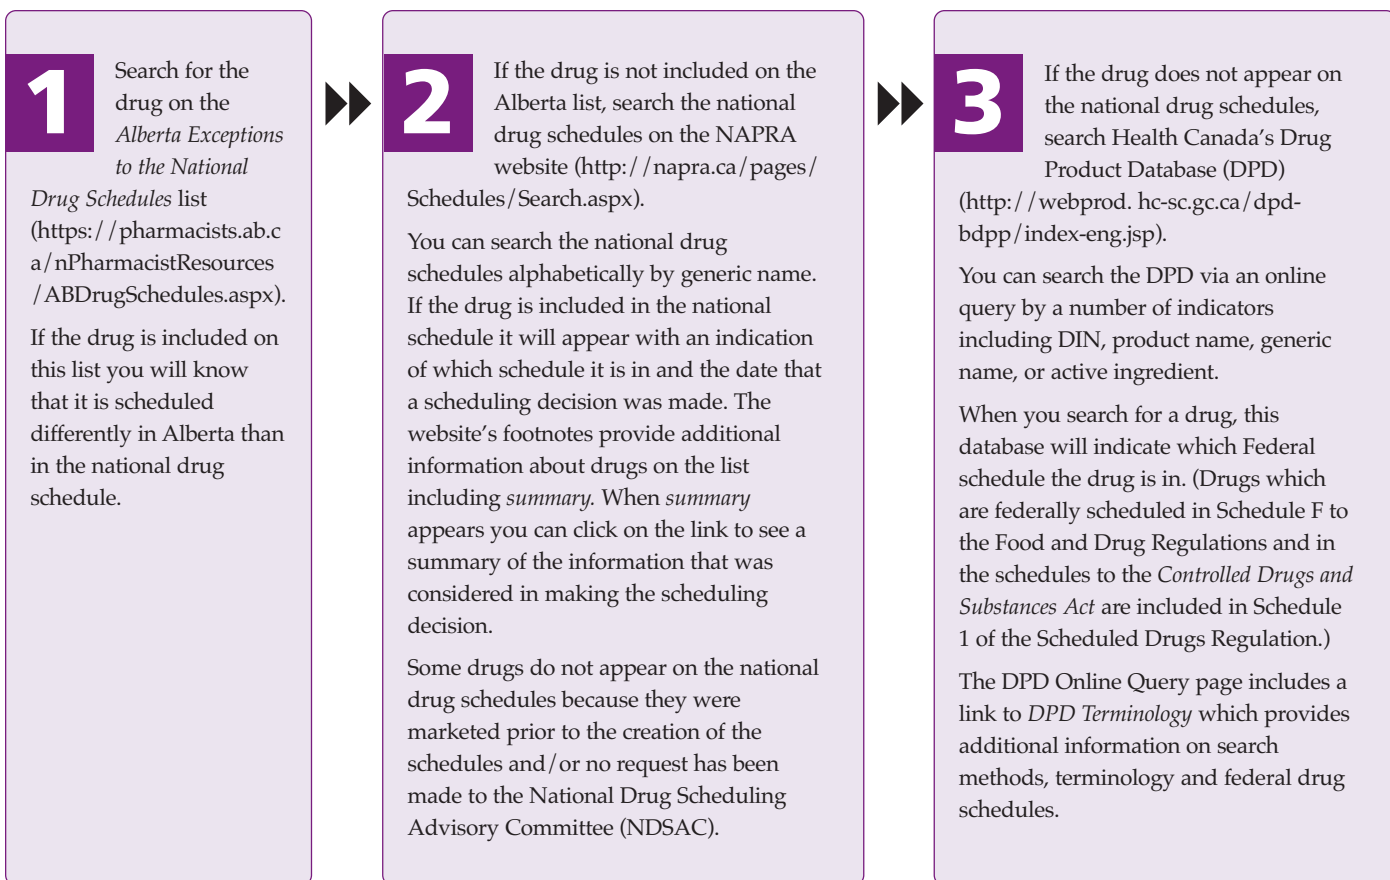 1
Search for the
drug on the
Alberta Exceptions
to the National
Drug Schedules list
(https://pharmacists.ab.c
a/nPharmacistResources
/ABDrugSchedules.aspx).
If the drug is included on
this list you will know
that it is scheduled
differently in Alberta than
in the national drug
schedule.
2
If the drug is not included on the
Alberta list, search the national
drug schedules on the NAPRA
website (http://napra.ca/pages/
Schedules/Search.aspx).
You can search the national drug
schedules alphabetically by generic name.
If the drug is included in the national
schedule it will appear with an indication
of which schedule it is in and the date that
a scheduling decision was made. The
website's footnotes provide additional
information about drugs on the list
including summary. When summary
appears you can click on the link to see a
summary of the information that was
considered in making the scheduling
decision.
Some drugs do not appear on the national
drug schedules because they were
marketed prior to the creation of the
schedules and/or no request has been
made to the National Drug Scheduling
Advisory Committee (NDSAC).
3
If the drug does not appear on
the national drug schedules,
search Health Canada's Drug
Product Database (DPD)
(http://webprod. hc-sc.gc.ca/dpd-
bdpp/index-eng.jsp).
You can search the DPD via an online
query by a number of indicators
including DIN, product name, generic
name, or active ingredient.
When you search for a drug, this
database will indicate which Federal
schedule the drug is in. (Drugs which
are federally scheduled in Schedule F to
the Food and Drug Regulations and in
the schedules to the Controlled Drugs and
Substances Act are included in Schedule
1 of the Scheduled Drugs Regulation.)
The DPD Online Query page includes a
link to DPD Terminology which provides
additional information on search
methods, terminology and federal drug
schedules.